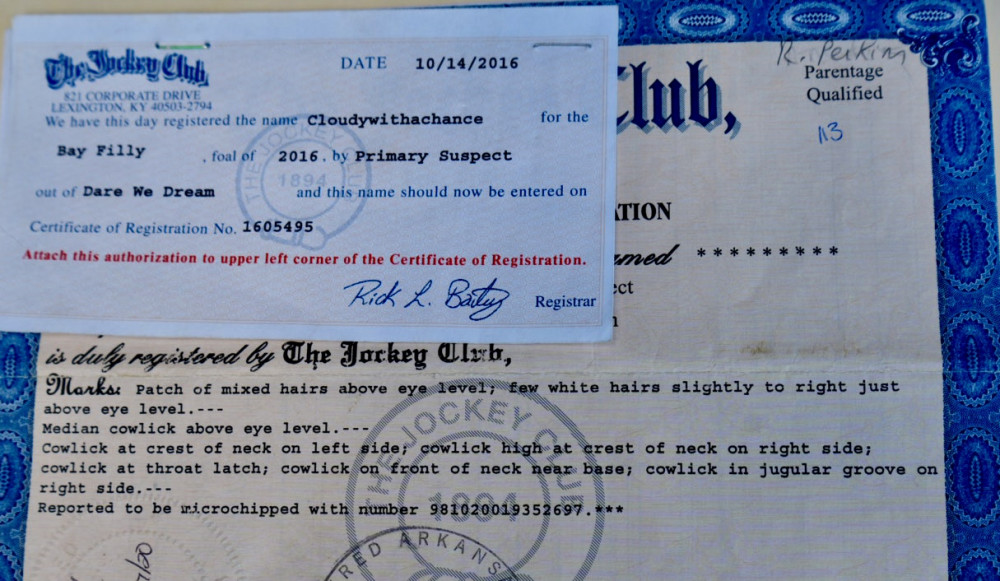 The Jockey Club
821 CORPORATE DRIVE
LEXINGTON, KY 40503-2794
DATE 10/14/2016
We have this day registered the name Cloudywithachance for the
Bay Filly , foal of 2016 , by Primary Suspect
out of Dare We Dream and this name should now be entered on
Certificate of Registration No. 1605495
Attach this authorization to upper left corner of the Certificate of Registration.
Registrar
THE JOCKEY CLUB
1894
Club,
Parentage
Qualified
113
TION
med *********
ect
n
is duly registered by The Jockey Club,
Marks: Patch of mixed hairs above eye level; few white hairs slightly to right just
above eye level.---
Median cowlick above eye level.---
Cowlick at crest of neck on left side; cowlick high at crest of neck on right side;
cowlick at throat latch; cowlick on front of neck near base; cowlick in jugular groove on
right side.---
Reported to be microchipped with number 981020019352697.***
THE JOCKEY CLUB
1894
RED ARKANS